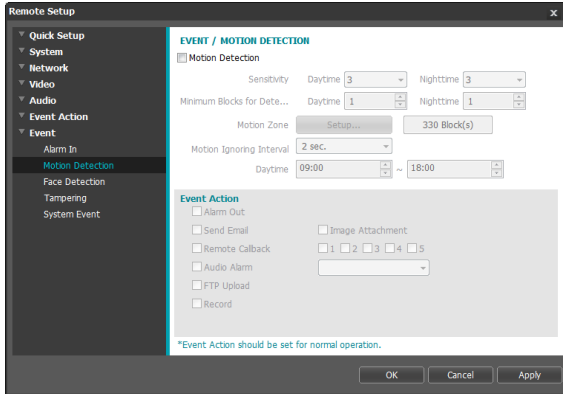 Remote Setup x
Quick Setup
System
Network
Video
Audio
Event Action
Event
Alarm In
Motion Detection
Face Detection
Tampering
System Event
EVENT / MOTION DETECTION
Motion Detection
Sensitivity Daytime 3 Nighttime 3
Minimum Blocks for Dete... Daytime 1 Nighttime 1
Motion Zone Setup... 330 Block(s)
Motion Ignoring Interval 2 sec.
Daytime 09:00 ~ 18:00
Event Action
Alarm Out
Send Email Image Attachment
Remote Callback 1 2 3 4 5
Audio Alarm
FTP Upload
Record
*Event Action should be set for normal operation.
OK Cancel Apply